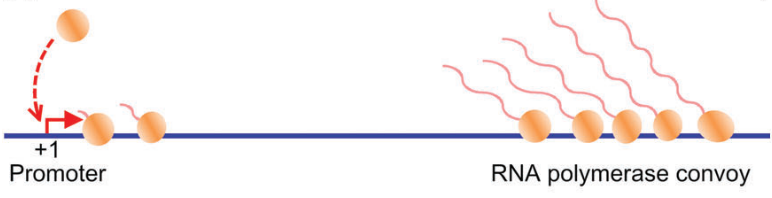 +1
Promoter
RNA polymerase convoy